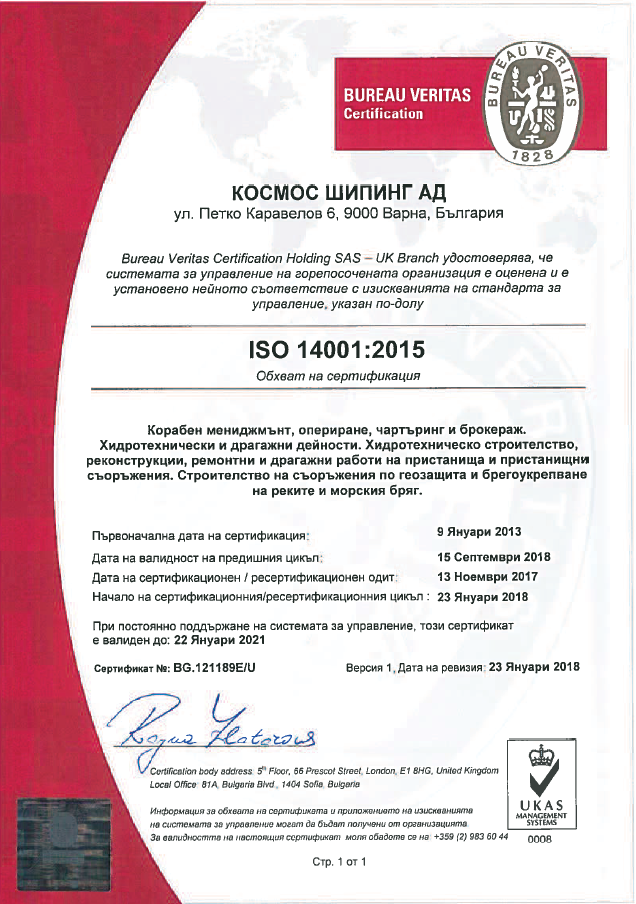 BUREAU VERITAS
Certification
BUREAU VERITAS
1828
КОСМОС ШИПИНГ АД
ул. Петко Каравелов 6, 9000 Варна, България
Bureau Veritas Certification Holding SAS – UK Branch удостоверява, че
системата за управление на горепосочената организация е оценена и е
установено нейното съответствие с изискванията на стандарта за
управление, указан по-долу
ISO 14001:2015
Обхват на сертификация
Корабен мениджмънт, опериране, чартъринг и брокераж.
Хидротехнически и драгажни дейности. Хидротехническо строителство,
реконструкции, ремонтни и драгажни работи на пристанища и пристанищни
съоръжения. Строителство на съоръжения по геозащита и брегоукрепване
на реките и морския бряг.
Първоначална дата на сертификация: 9 Януари 2013
Дата на валидност на предишния цикъл: 15 Септември 2018
Дата на сертификационен / ресертификационен одит: 13 Ноември 2017
Начало на сертификационния/ресертификационния цикъл : 23 Януари 2018
При постоянно поддържане на системата за управление, този сертификат
е валиден до: 22 Януари 2021
Сертификат №: BG.121189E/U Версия 1, Дата на ревизия: 23 Януари 2018
Certification body address: 5th Floor, 66 Prescot Street, London, E1 8HG, United Kingdom
Local Office: 81A, Bulgaria Blvd., 1404 Sofia, Bulgaria
Информация за обхвата на сертификата и приложението на изискванията
на системата за управление могат да бъдат получени от организацията.
За валидността на настоящия сертификат моля обадете се на: +359 (2) 983 60 44
UKAS
MANAGEMENT
SYSTEMS
0008
Стр. 1 от 1